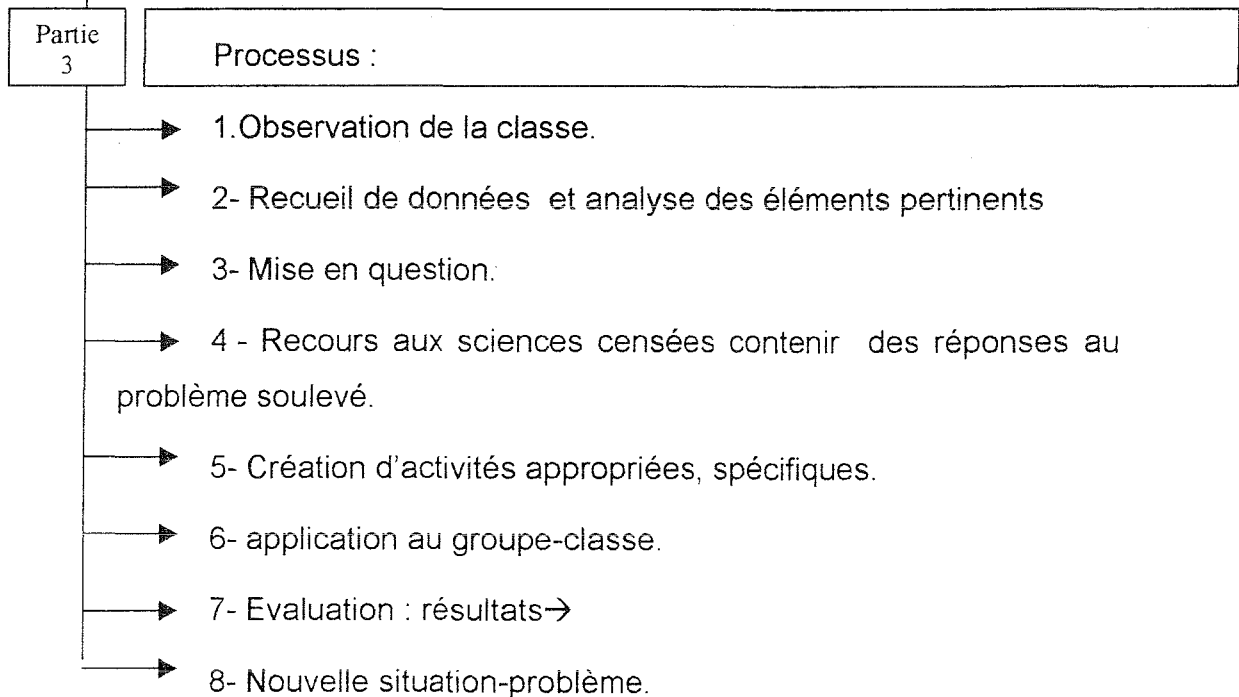 Partie
3
Processus :
1.Observation de la classe.
2- Recueil de données et analyse des éléments pertinents
3- Mise en question.
4 - Recours aux sciences censées contenir des réponses au
problème soulevé.
5- Création d'activités appropriées, spécifiques.
6- application au groupe-classe.
7- Evaluation : résultats→
8- Nouvelle situation-problème.